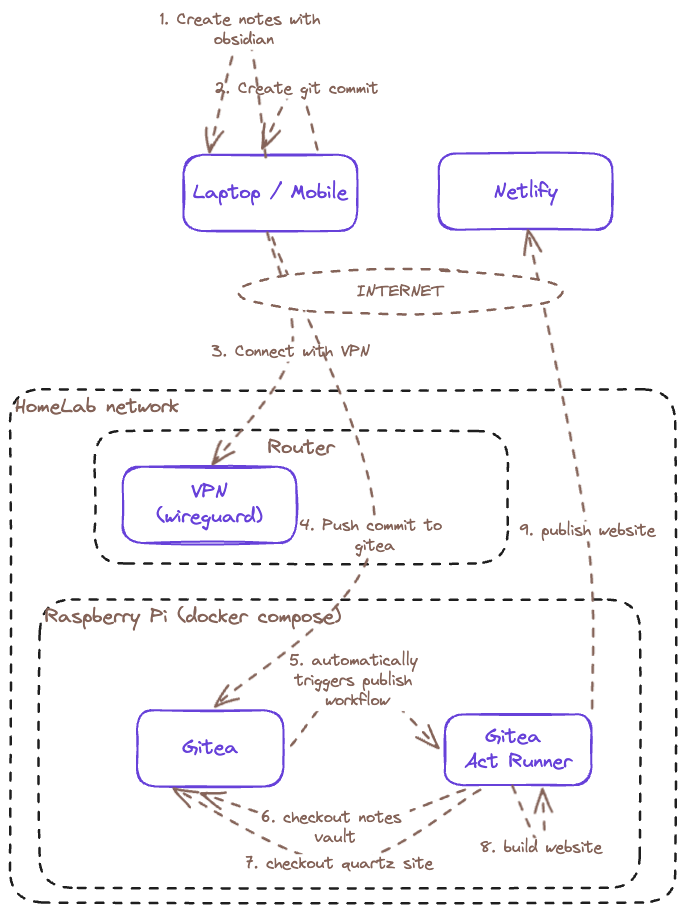 1. Create notes with
obsidian
2. Create git commit
Laptop / Mobile
Netlify
INTERNET
3. Connect with VPN
HomeLab network
Router
VPN
(wireguard)
4. Push commit to
gitea
9. publish website
Raspberry Pi (docker compose)
5. automatically
triggers publish
workflow
Gitea
Gitea
Act Runner
6. checkout notes
vault
7. checkout quartz site
8. build website